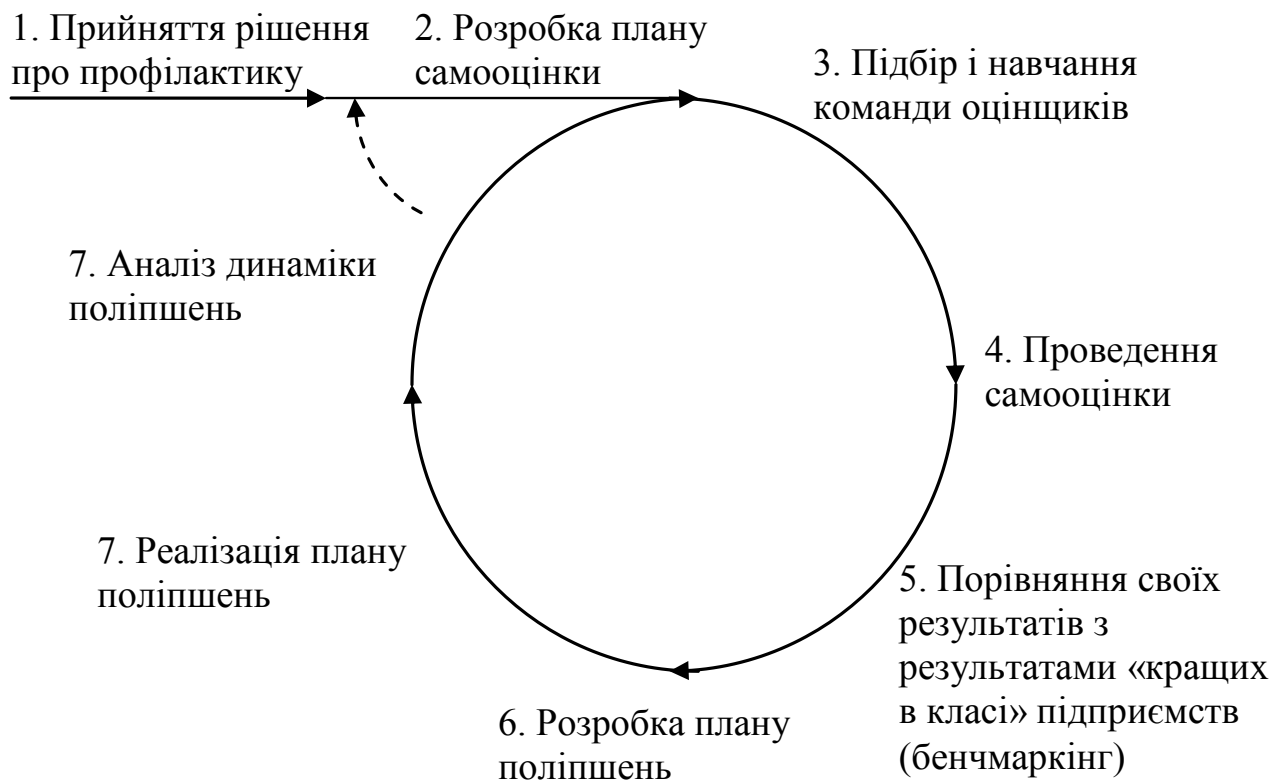 1. Прийняття рішення
про профілактику
2. Розробка плану
самооцінки
3. Підбір і навчання
команди оцінщиків
4. Проведення
самооцінки
5. Порівняння своїх
результатів з
результатами «кращих
в класі» підприємств
(бенчмаркінг)
6. Розробка плану
поліпшень
7. Реалізація плану
поліпшень
7. Аналіз динаміки
поліпшень